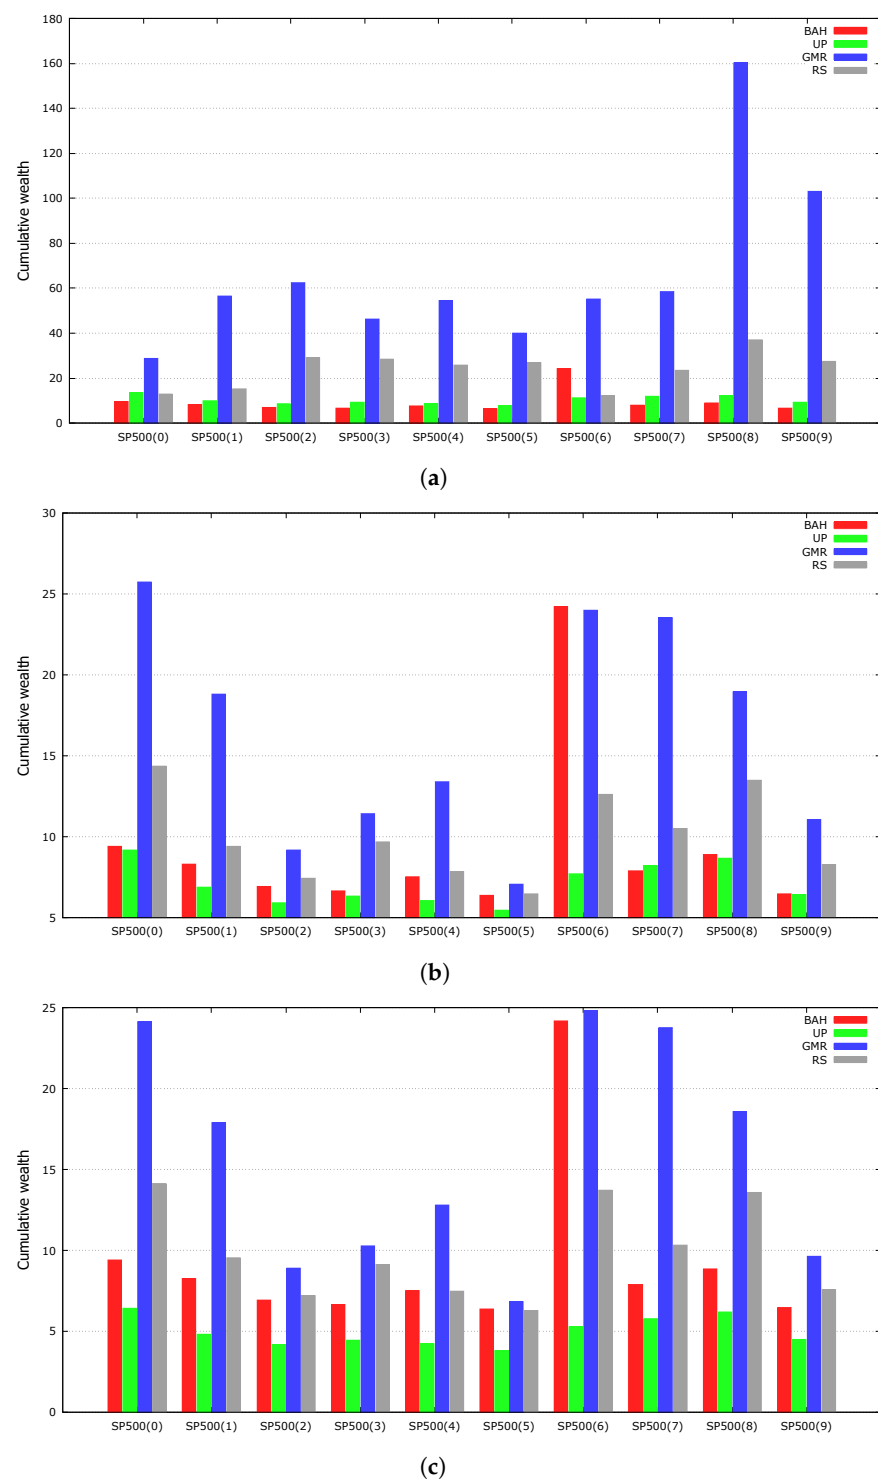 180
160
140
120
100
80
60
40
20
0
Cumulative wealth
BAH
UP
GMR
RS
SP500(0) SP500(1) SP500(2) SP500(3) SP500(4) SP500(5) SP500(6) SP500(7) SP500(8) SP500(9)
(a)
30
25
20
15
10
5
Cumulative wealth
BAH
UP
GMR
RS
SP500(0) SP500(1) SP500(2) SP500(3) SP500(4) SP500(5) SP500(6) SP500(7) SP500(8) SP500(9)
(b)
25
20
15
10
5
0
Cumulative wealth
BAH
UP
GMR
RS
SP500(0) SP500(1) SP500(2) SP500(3) SP500(4) SP500(5) SP500(6) SP500(7) SP500(8) SP500(9)
(c)